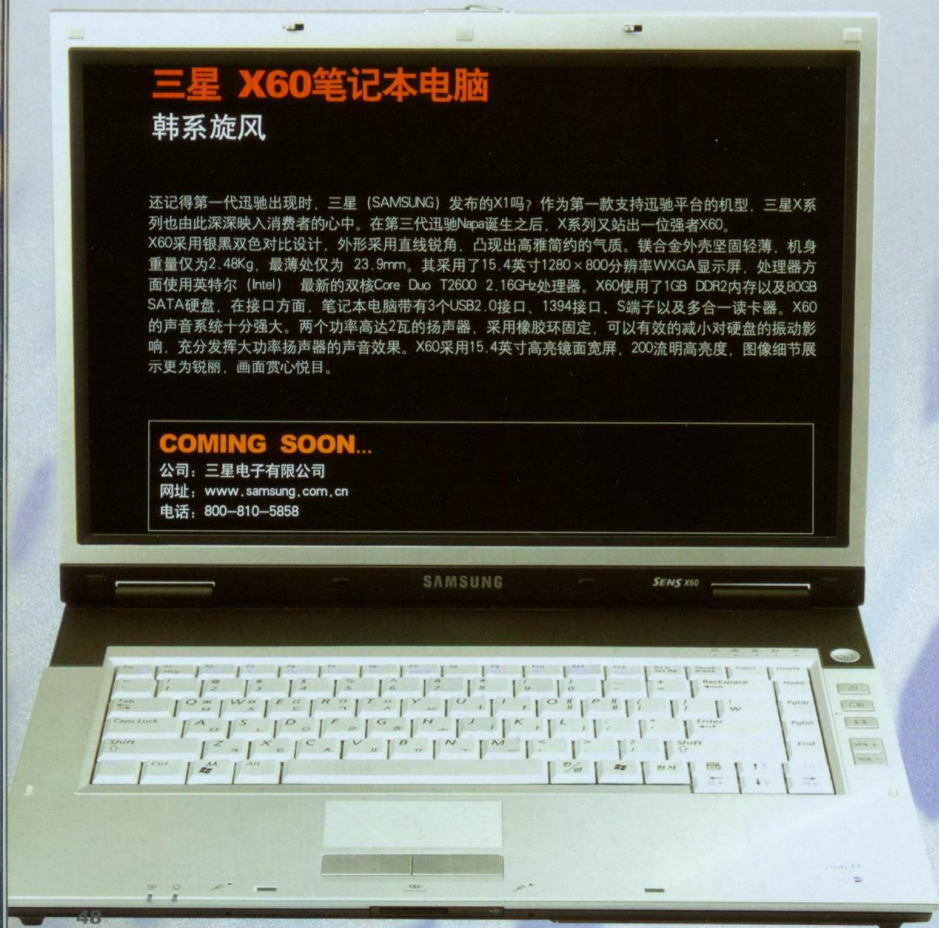 三星 X60笔记本电脑
韩系旋风
还记得第一代迅驰出现时，三星（SAMSUNG）发布的X1吗？作为第一款支持迅驰平台的机型，三星X系
列也由此深深映入消费者的心中。在第三代迅驰Napa诞生之后，X系列又站出一位强者X60。
X60采用银黑双色对比设计，外形采用直线锐角，凸现出高雅简约的气质。镁合金外壳坚固轻薄，机身
重量仅为2.48Kg，最薄处仅为 23.9mm。其采用了15.4英寸1280×800分辨率WXGA显示屏，处理器方
面使用英特尔（Intel） 最新的双核Core Duo T2600 2.16GHz处理器。X60使用了1GB DDR2内存以及80GB
SATA硬盘，在接口方面，笔记本电脑带有3个USB2.0接口、1394接口、S端子以及多合一读卡器。X60
的声音系统十分强大。两个功率高达2瓦的扬声器，采用橡胶环固定，可以有效的减小对硬盘的振动影
响，充分发挥大功率扬声器的声音效果。X60采用15.4英寸高亮镜面宽屏，200流明高亮度，图像细节展
示更为锐丽，画面赏心悦目。
COMING SOON...
公司：三星电子有限公司
网址：www.samsung.com.cn
电话：800-810-5858
SAMSUNG
SENS X60
Backspace
Home
Tab
Q W E R T Y U I O P
PgUp
Caps Lock A S D F G H J K L
Enter
PgDn
Shift Z X C V B N M
Shift
End
Ctrl Alt 한/영 한자
VOL +
VOL -
48